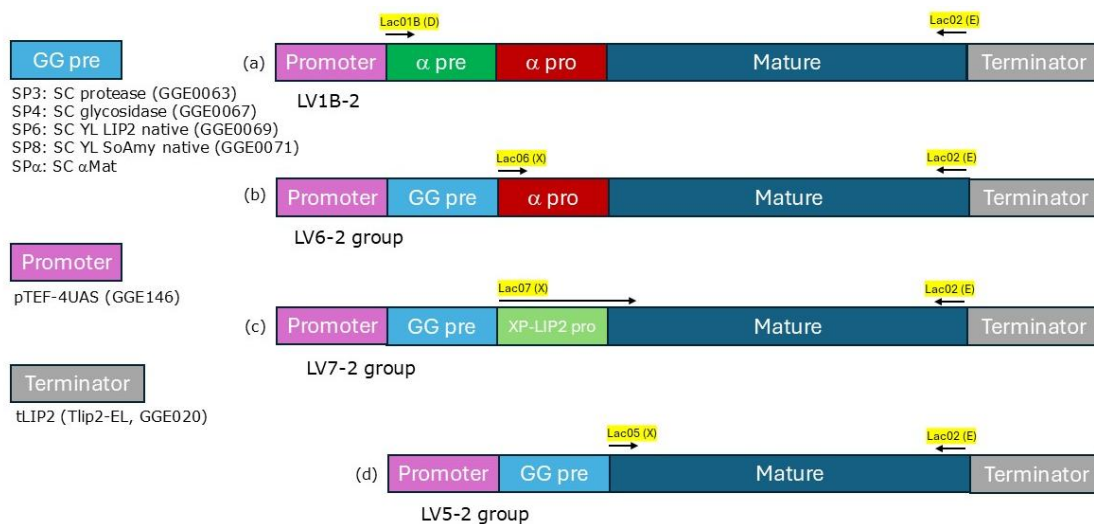 GG pre
SP3: SC protease (GGE0063)
SP4: SC glycosidase (GGE0067)
SP6: SC YL LIP2 native (GGE0069)
SP8: SC YL SoAmy native (GGE0071)
SPα: SC αMat
Promoter
pTEF-4UAS (GGE146)
Terminator
tLIP2 (Tlip2-EL, GGE020)
Lac01B (D) Lac02 (E)
(a) Promoter α pre α pro Mature Terminator
LV1B-2
Lac06 (X) Lac02 (E)
(b) Promoter GG pre α pro Mature Terminator
LV6-2 group
Lac07 (X) Lac02 (E)
(c) Promoter GG pre XP-LIP2 pro Mature Terminator
LV7-2 group
Lac05 (X) Lac02 (E)
(d) Promoter GG pre Mature Terminator
LV5-2 group